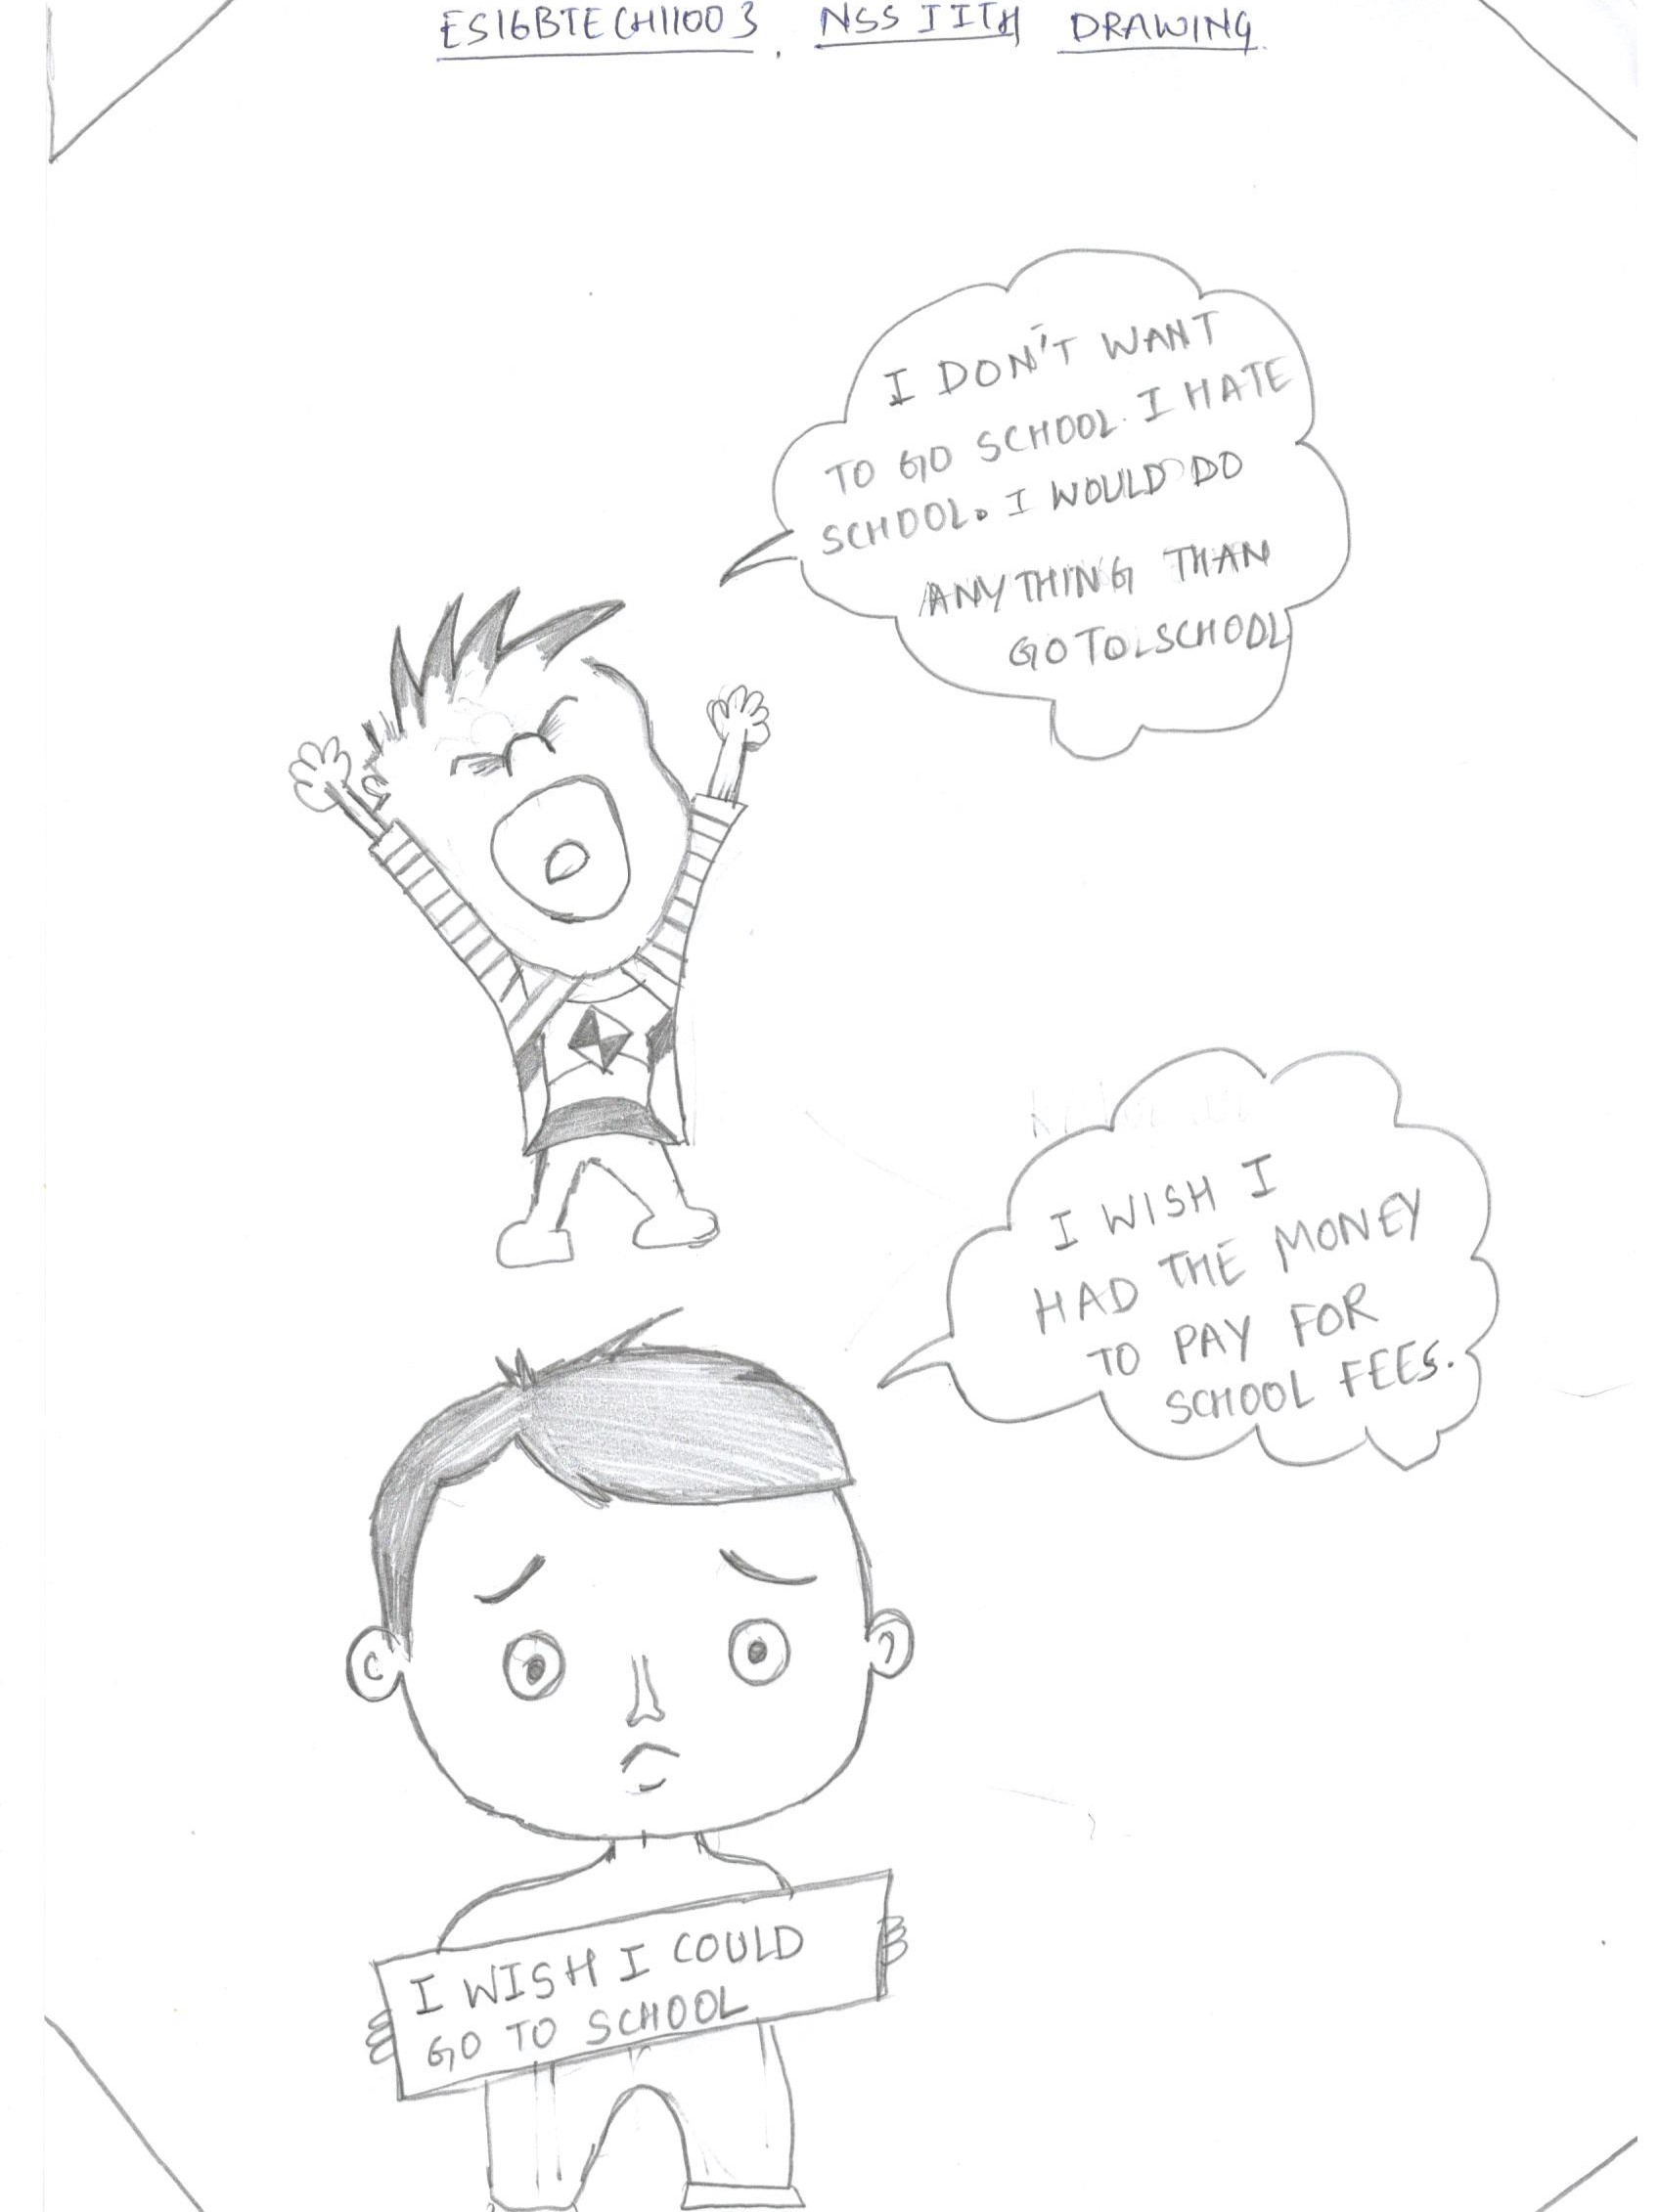 ES16BTECH11003. NSS IITH DRAWING.
I DON'T WANT
TO GO SCHOOL. I HATE
SCHOOL. I WOULD DO
ANYTHING THAN
GO TO SCHOOL
I WISH I
HAD THE MONEY
TO PAY FOR
SCHOOL FEES.
I WISH I COULD
GO TO SCHOOL